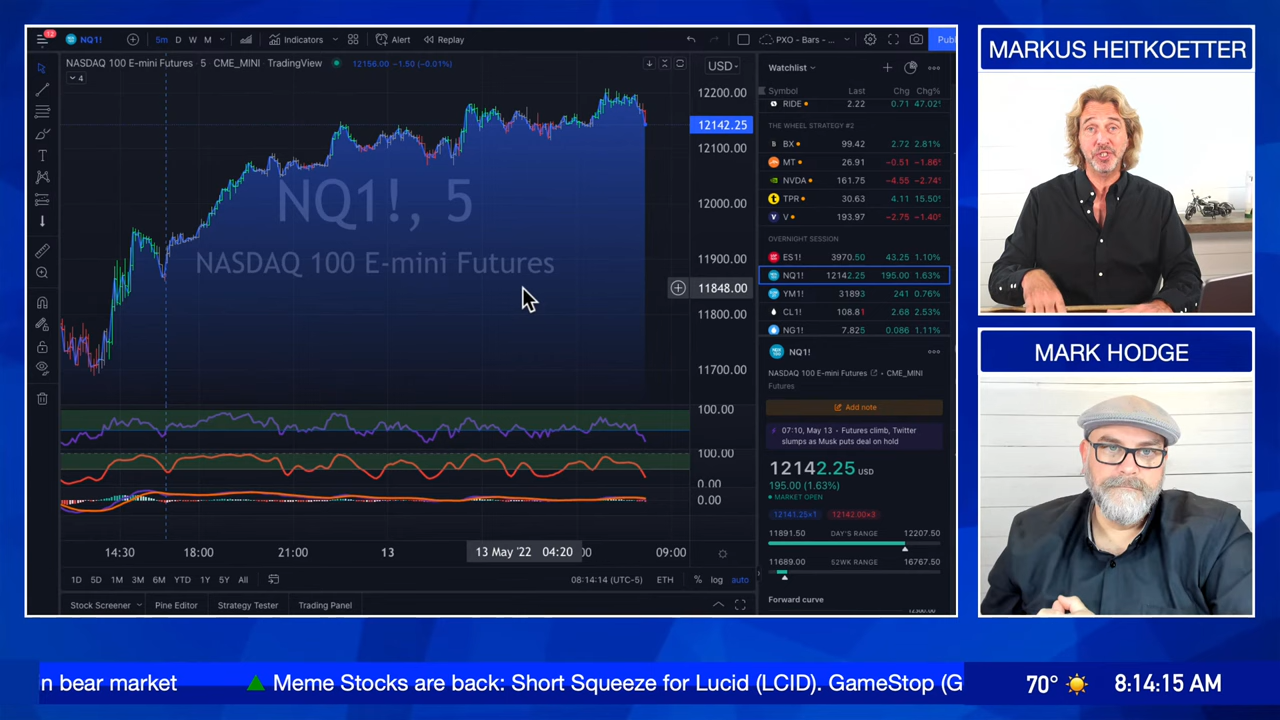 12
NQ1!
5m D W M
Indicators
Alert
Replay
PXO - Bars - ...
Publ
NASDAQ 100 E-mini Futures · 5 CME_MINI TradingView
12156.00 −1.50 (−0.01%)
4
USD
12200.00
12142.25
12100.00
12000.00
11900.00
11848.00
11800.00
11700.00
100.00
100.00
0.00
0.00
NQ1!, 5
NASDAQ 100 E-mini Futures
14:30 18:00 21:00 13
13 May '22 04:20
09:00
1D 5D 1M 3M 6M YTD 1Y 5Y All
08:14:14 (UTC-5) ETH % log auto
Stock Screener Pine Editor Strategy Tester Trading Panel
Watchlist
Symbol Last Chg Chg%
RIDE 2.22 0.71 47.02%
THE WHEEL STRATEGY #2
BX 99.42 2.72 2.81%
MT 26.91 −0.51 −1.86%
NVDA 161.75 −4.55 −2.74%
TPR 30.63 4.11 15.50%
V 193.97 −2.75 −1.40%
OVERNIGHT SESSION
ES1! 3970.50 43.25 1.10%
NQ1! 12142.25 195.00 1.63%
YM1! 31893 241 0.76%
CL1! 108.81 2.68 2.53%
NG1! 7.825 0.086 1.11%
NQ1!
NASDAQ 100 E-mini Futures • CME_MINI
Futures
Add note
07:10, May 13 • Futures climb, Twitter
slumps as Musk puts deal on hold
12142.25 USD
195.00 (1.63%)
MARKET OPEN
12141.25×1 12142.00×3
11891.50 DAY'S RANGE 12207.50
11689.00 52WK RANGE 16767.50
Forward curve
MARKUS HEITKOETTER
MARK HODGE
n bear market
Meme Stocks are back: Short Squeeze for Lucid (LCID). GameStop (G
70° 8:14:15 AM